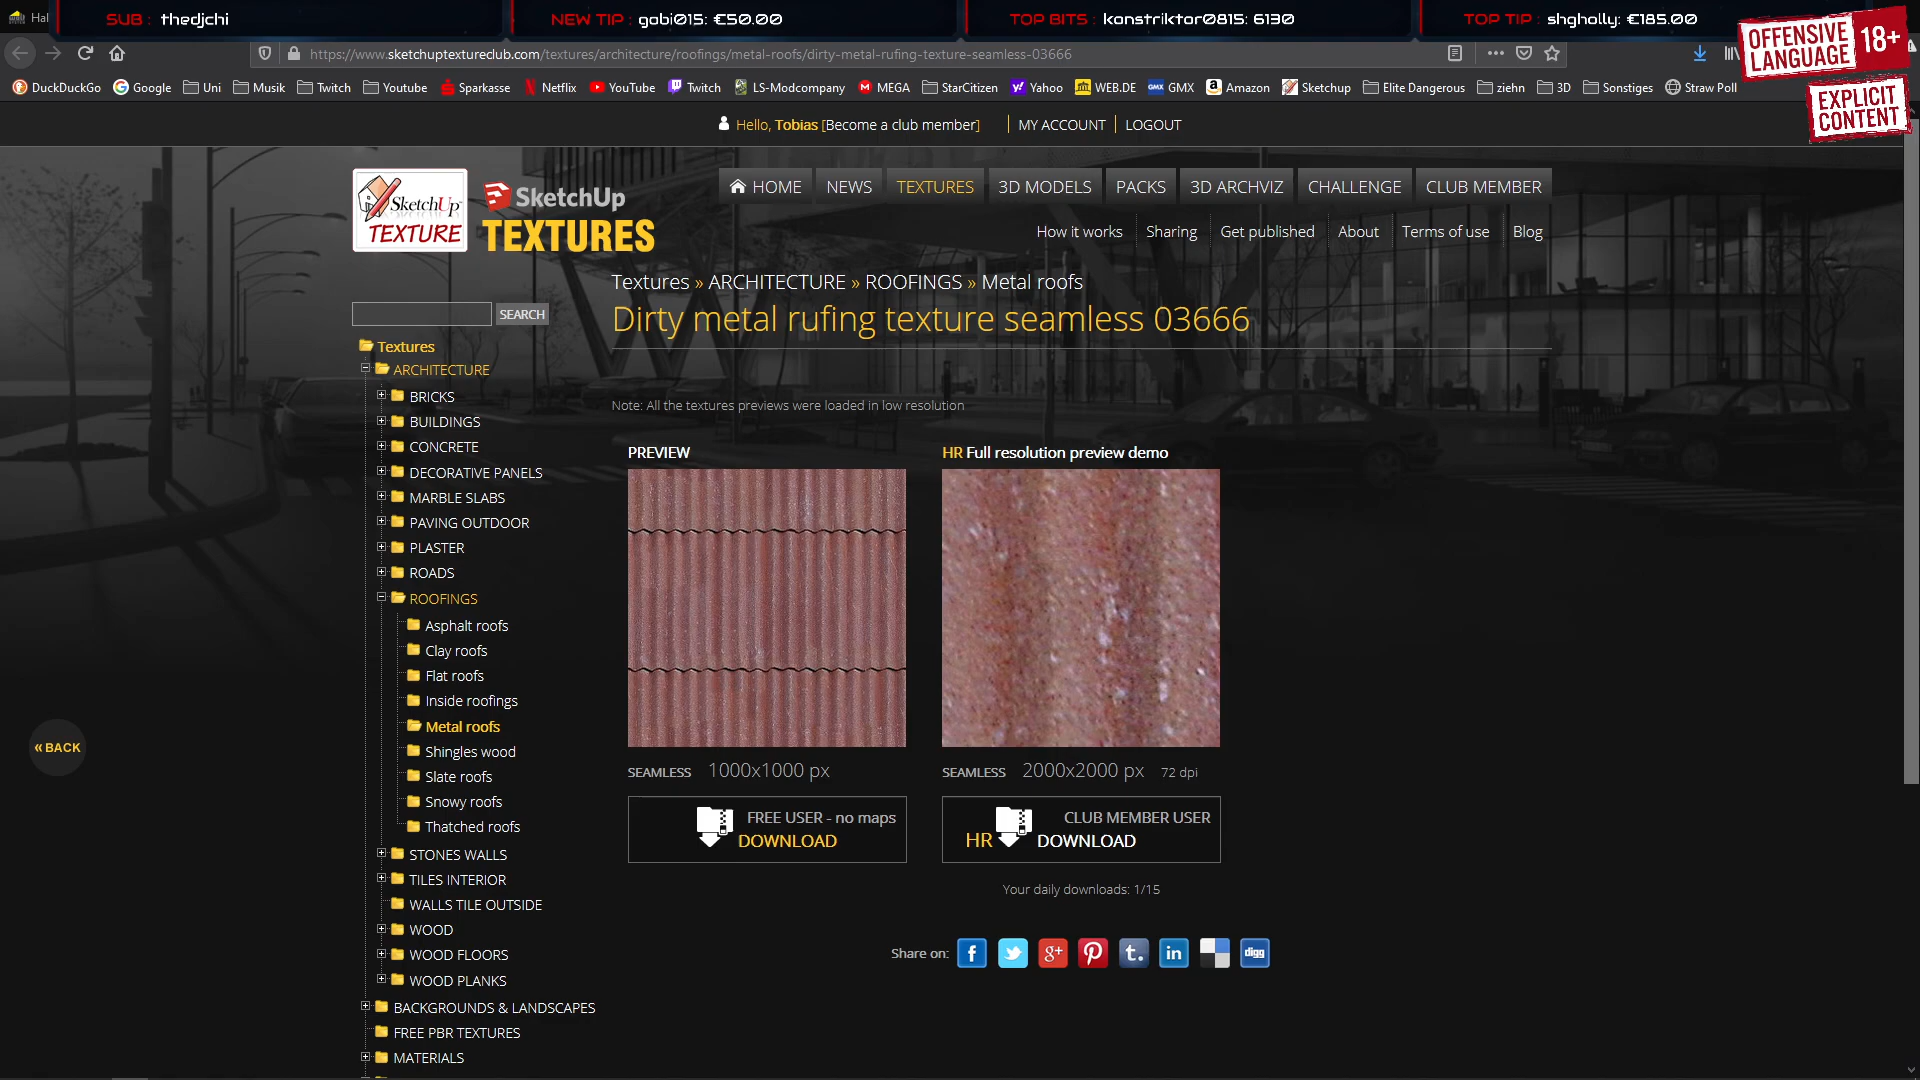 Hal
SUB : thedjchi
NEW TIP : gabi015: €50.00
TOP BITS : konstriktor0815: 6130
TOP TIP : shgholly: €185.00
OFFENSIVE LANGUAGE 18+
EXPLICIT CONTENT
https://www.sketchuptextureclub.com/textures/architecture/roofings/metal-roofs/dirty-metal-rufing-texture-seamless-03666
DuckDuckGo Google Uni Musik Twitch Youtube Sparkasse Netflix YouTube Twitch LS-Modcompany MEGA StarCitizen Yahoo WEB.DE GMX Amazon Sketchup Elite Dangerous ziehn 3D Sonstiges Straw Poll
Hello, Tobias [Become a club member] MY ACCOUNT LOGOUT
SketchUp TEXTURE
SketchUp
TEXTURES
HOME NEWS TEXTURES 3D MODELS PACKS 3D ARCHVIZ CHALLENGE CLUB MEMBER
How it works Sharing Get published About Terms of use Blog
Textures » ARCHITECTURE » ROOFINGS » Metal roofs
Dirty metal rufing texture seamless 03666
SEARCH
Textures
ARCHITECTURE
BRICKS
BUILDINGS
CONCRETE
DECORATIVE PANELS
MARBLE SLABS
PAVING OUTDOOR
PLASTER
ROADS
ROOFINGS
Asphalt roofs
Clay roofs
Flat roofs
Inside roofings
Metal roofs
Shingles wood
Slate roofs
Snowy roofs
Thatched roofs
STONES WALLS
TILES INTERIOR
WALLS TILE OUTSIDE
WOOD
WOOD FLOORS
WOOD PLANKS
BACKGROUNDS & LANDSCAPES
FREE PBR TEXTURES
MATERIALS
« BACK
Note: All the textures previews were loaded in low resolution
PREVIEW
HR Full resolution preview demo
SEAMLESS 1000x1000 px
SEAMLESS 2000x2000 px 72 dpi
FREE USER - no maps
DOWNLOAD
CLUB MEMBER USER
HR DOWNLOAD
Your daily downloads: 1/15
Share on: f g+ t. in digg